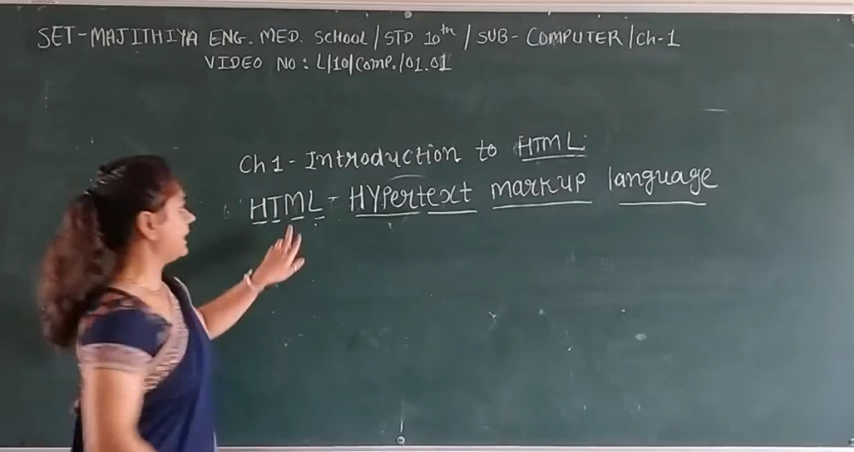 SET-MAJITHIYA ENG. MED. SCHOOL / STD 10th / SUB- COMPUTER / Ch-1
VIDEO NO : L/10/Comp./01.01
Ch 1 - Introduction to HTML
HTML - HYPertext markup language